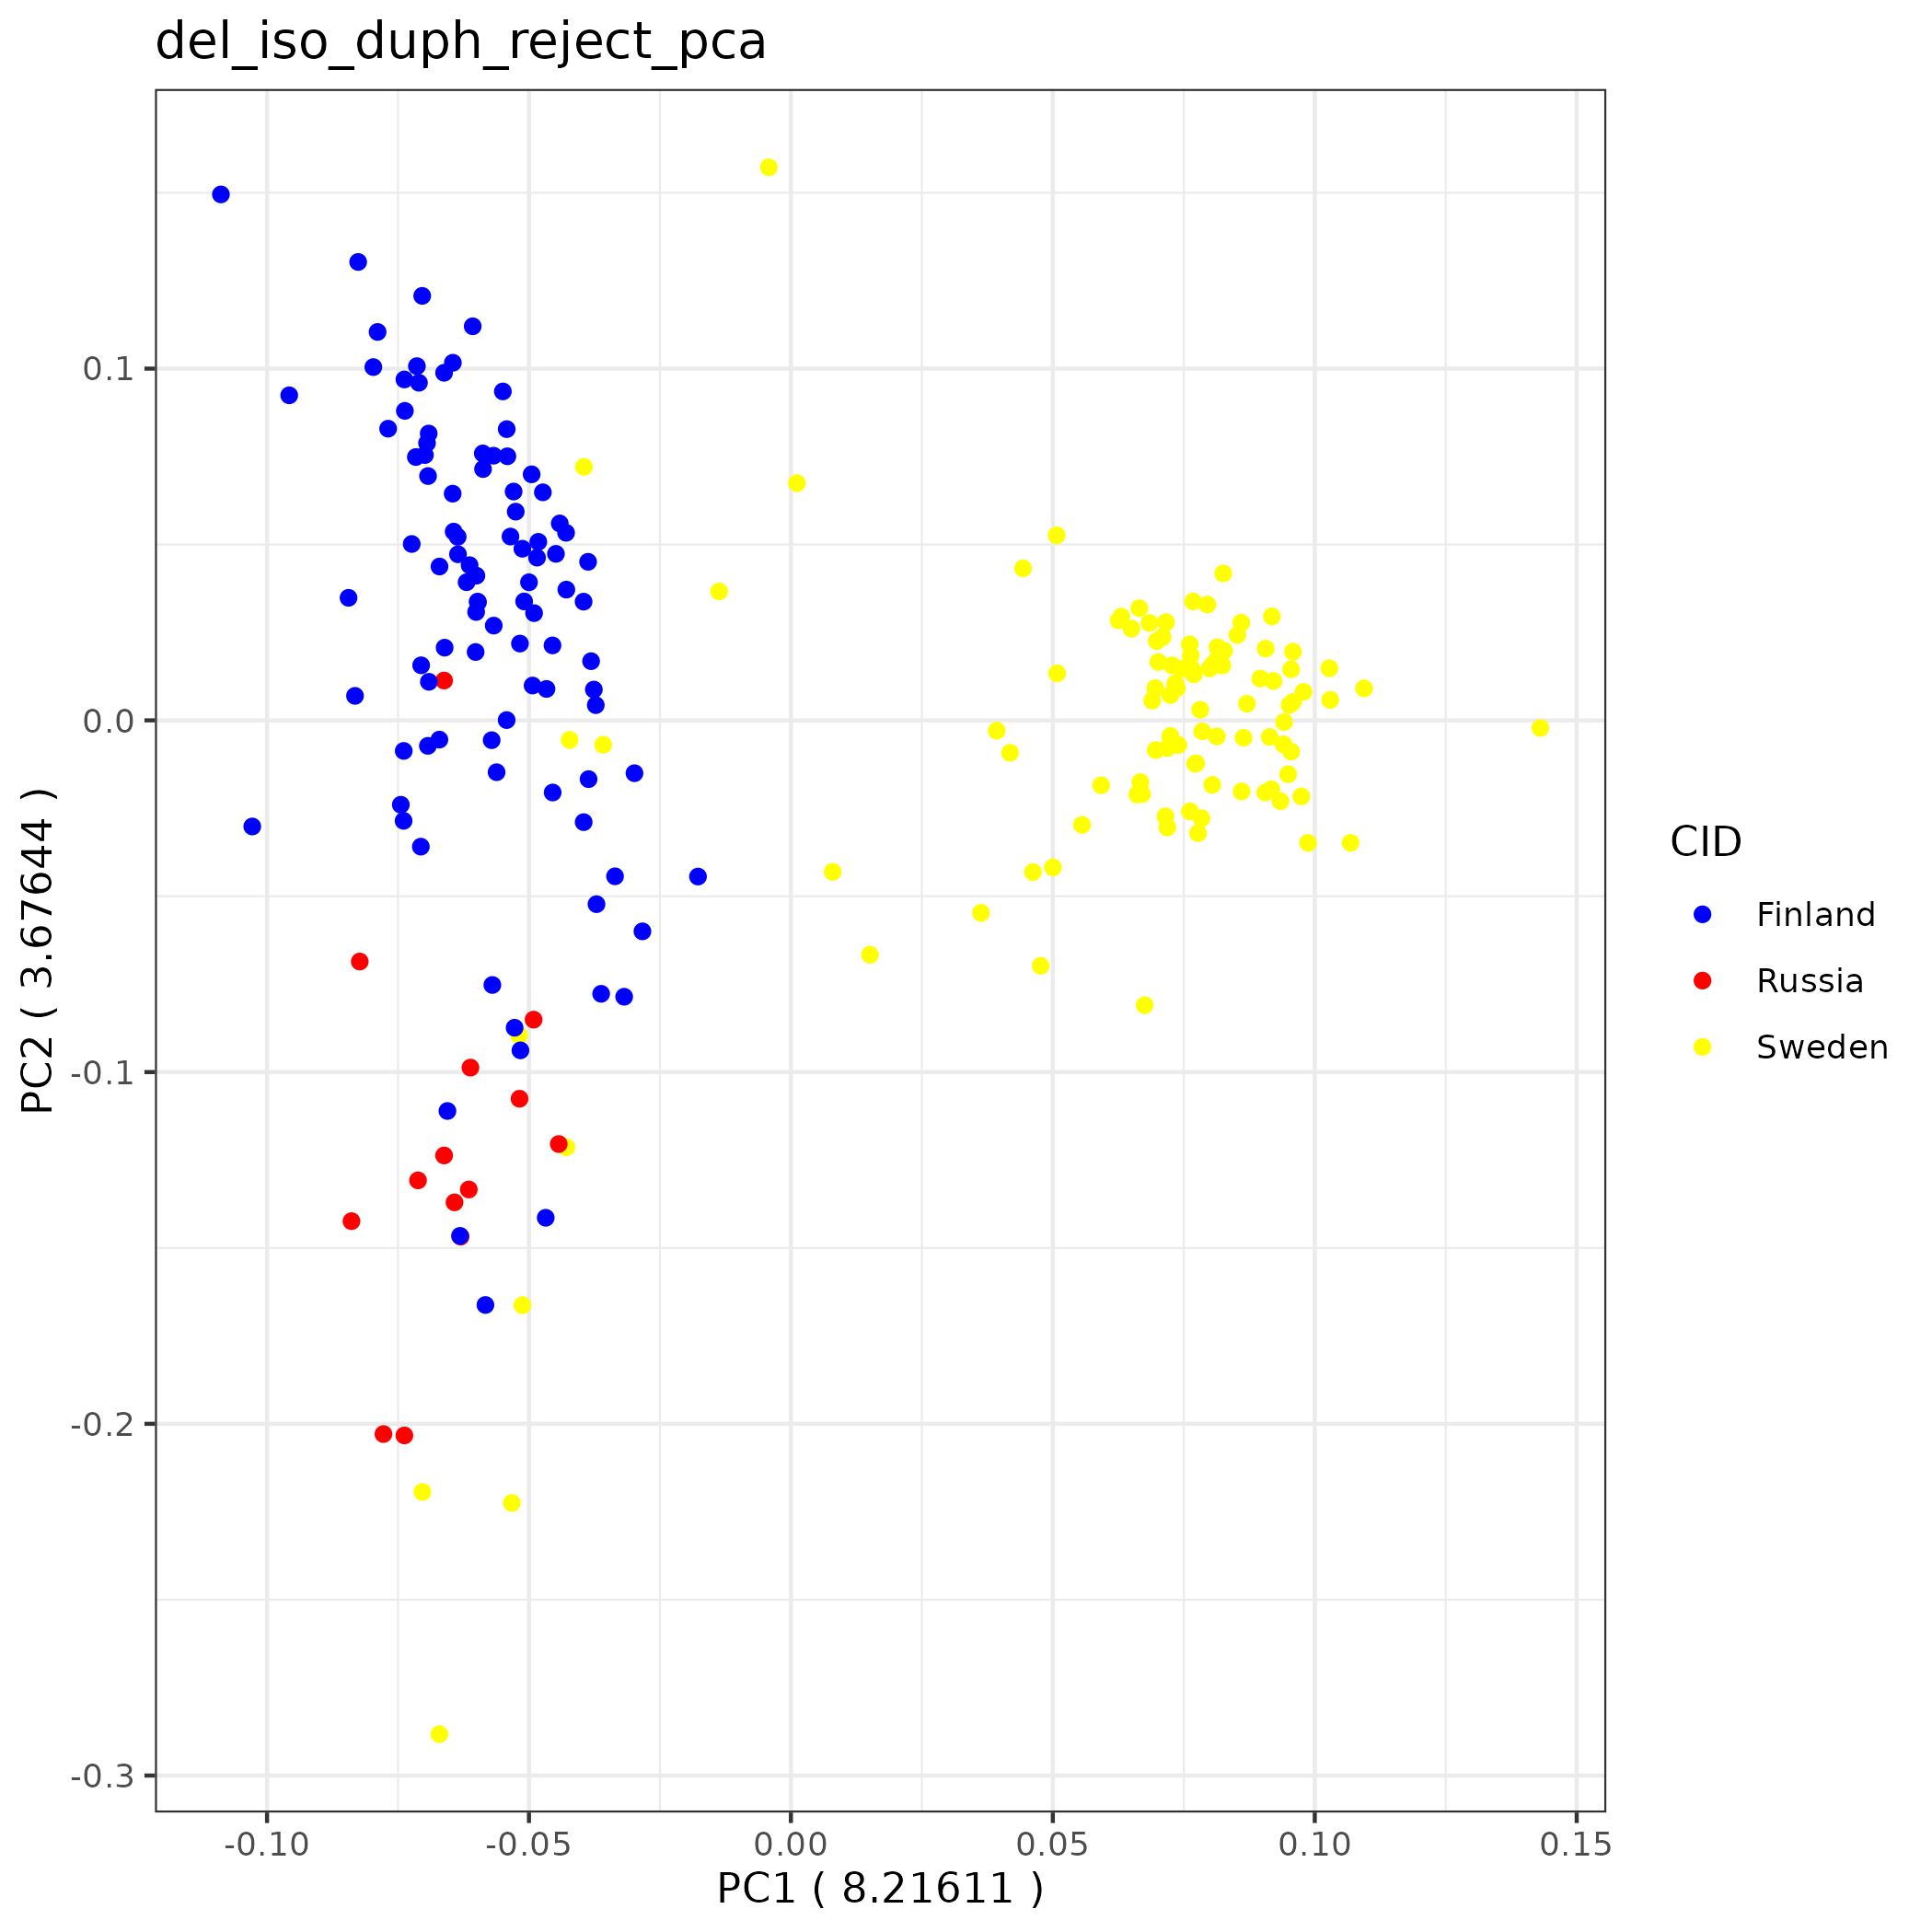 del_iso_duph_reject_pca
PC2 ( 3.67644 )
0.1
0.0
-0.1
-0.2
-0.3
-0.10
-0.05
0.00
0.05
0.10
0.15
PC1 ( 8.21611 )
CID
Finland
Russia
Sweden